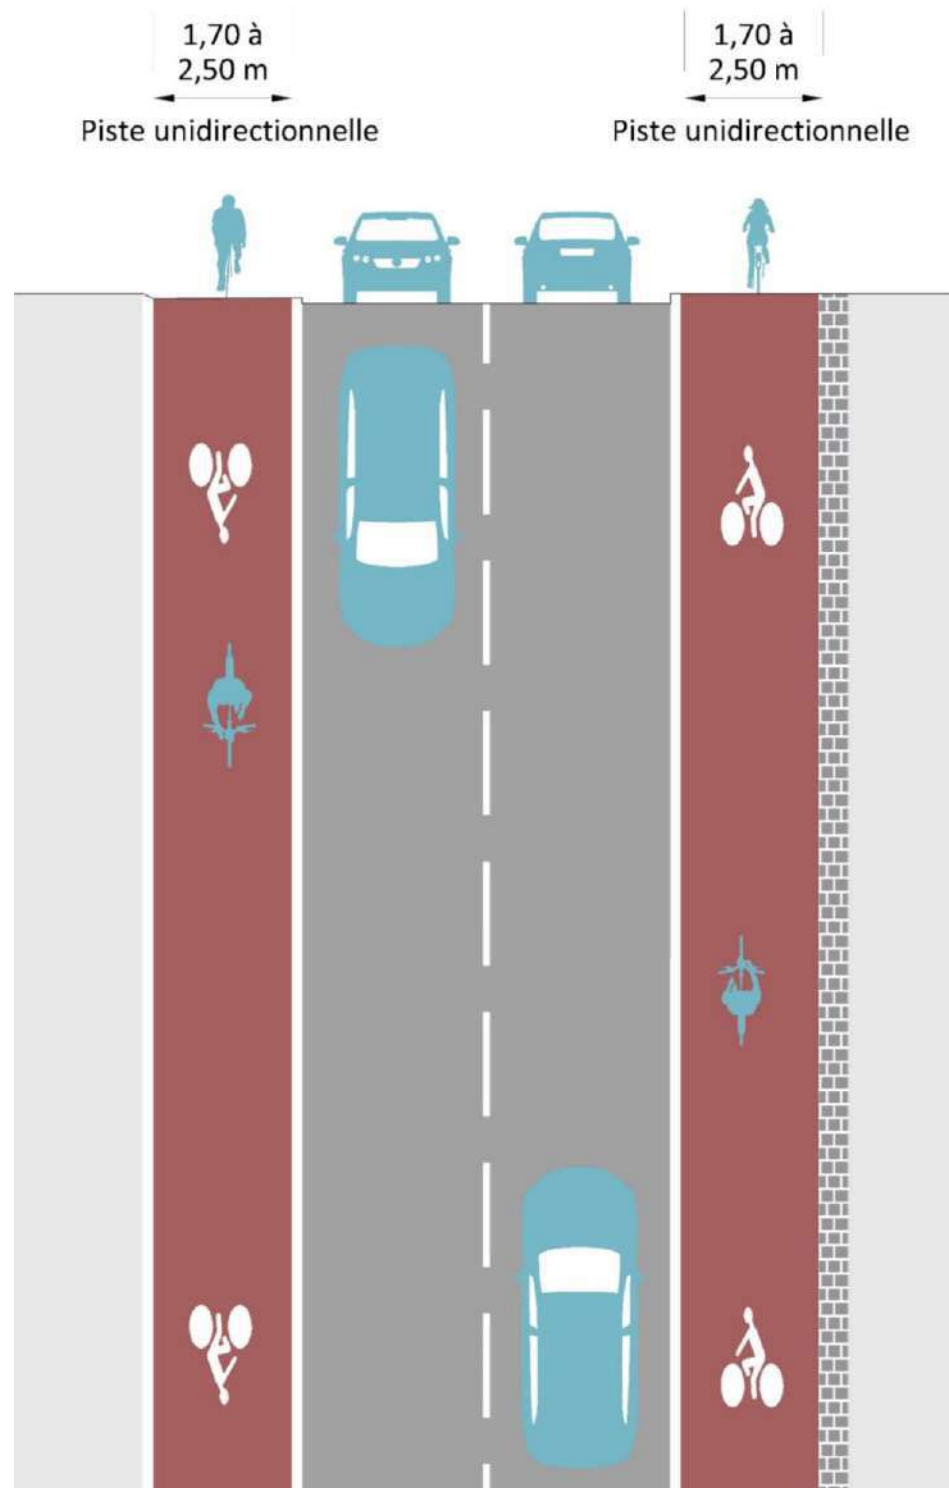 1,70 à
2,50 m
Piste unidirectionnelle
1,70 à
2,50 m
Piste unidirectionnelle